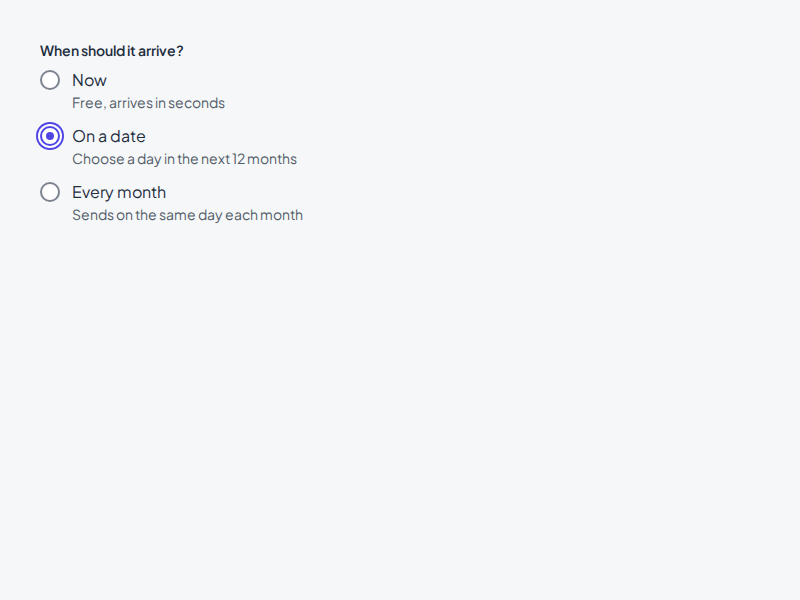 When should it arrive?
Now
Free, arrives in seconds
On a date
Choose a day in the next 12 months
Every month
Sends on the same day each month